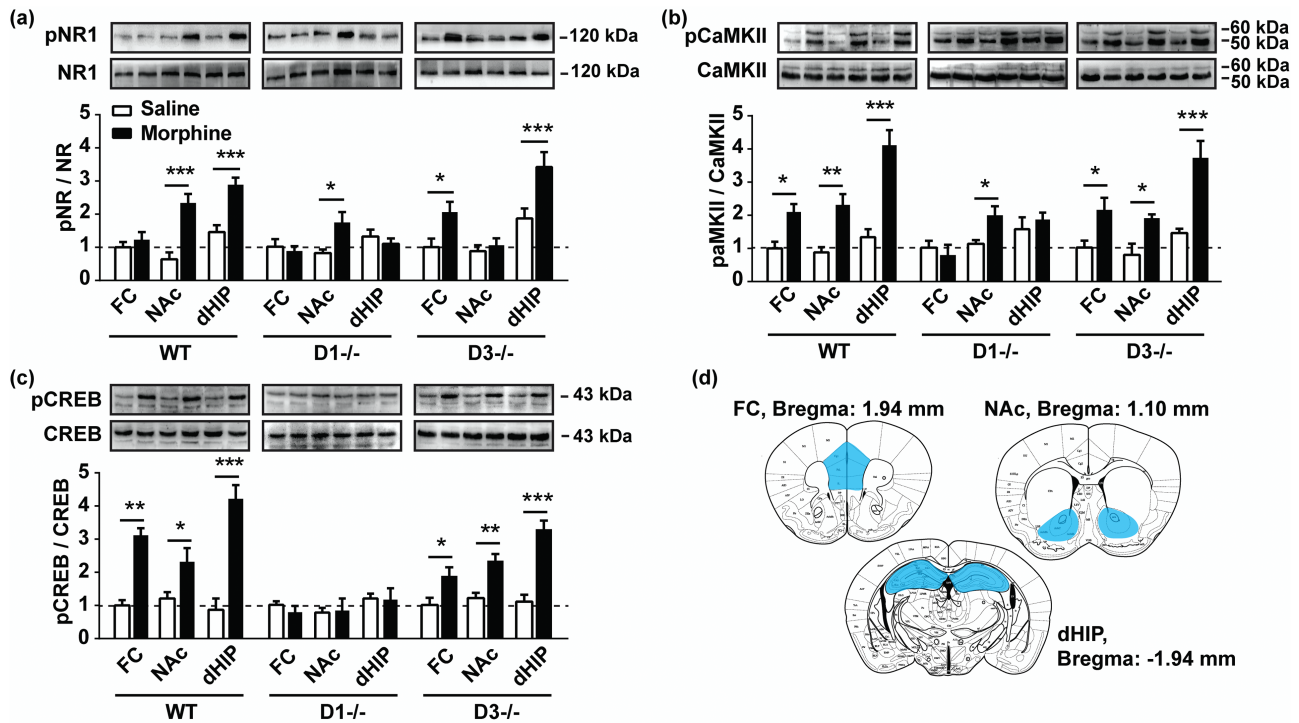 (a)
pNR1
-120 kDa
NR1
-120 kDa
Saline
Morphine
pNR / NR
5
4
3
2
1
0
*** *** * * ***
FC NAc dHIP FC NAc dHIP FC NAc dHIP
WT D1-/- D3-/-
(b)
pCaMKII
-60 kDa
-50 kDa
CaMKII
-60 kDa
50 kDa
paMKII / CaMKII
5
4
3
2
1
0
* ** *** * * * ***
FC NAc dHIP FC NAc dHIP FC NAc dHIP
WT D1-/- D3-/-
(c)
pCREB
- 43 kDa
CREB
- 43 kDa
pCREB / CREB
5
4
3
2
1
0
** * *** * ** ***
FC NAc dHIP FC NAc dHIP FC NAc dHIP
WT D1-/- D3-/-
(d)
FC, Bregma: 1.94 mm
NAc, Bregma: 1.10 mm
dHIP,
Bregma: -1.94 mm